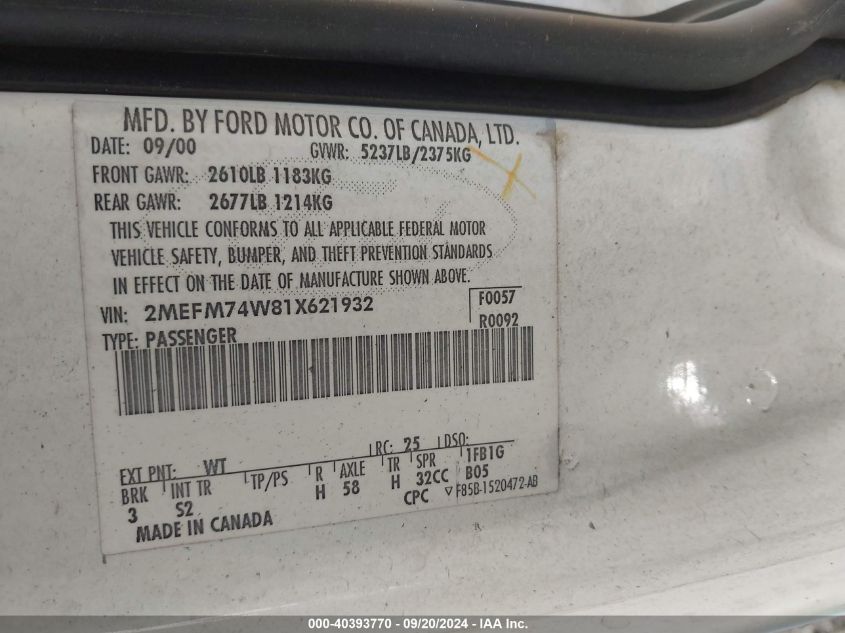 MFD. BY FORD MOTOR CO. OF CANADA, LTD.
DATE: 09/00 GVWR: 5237LB/2375KG
FRONT GAWR: 2610LB 1183KG
REAR GAWR: 2677LB 1214KG
THIS VEHICLE CONFORMS TO ALL APPLICABLE FEDERAL MOTOR
VEHICLE SAFETY, BUMPER, AND THEFT PREVENTION STANDARDS
IN EFFECT ON THE DATE OF MANUFACTURE SHOWN ABOVE.
VIN: 2MEFM74W81X621932 F0057
TYPE: PASSENGER R0092
EXT PNT: WT RC: 25 DSO:
BRK INT TR TP/PS R AXLE TR SPR 1FB1G
3 S2 H 58 H 32CC B05
MADE IN CANADA CPC ▽F85B-1520472-AB
000-40393770 - 09/20/2024 - IAA Inc.